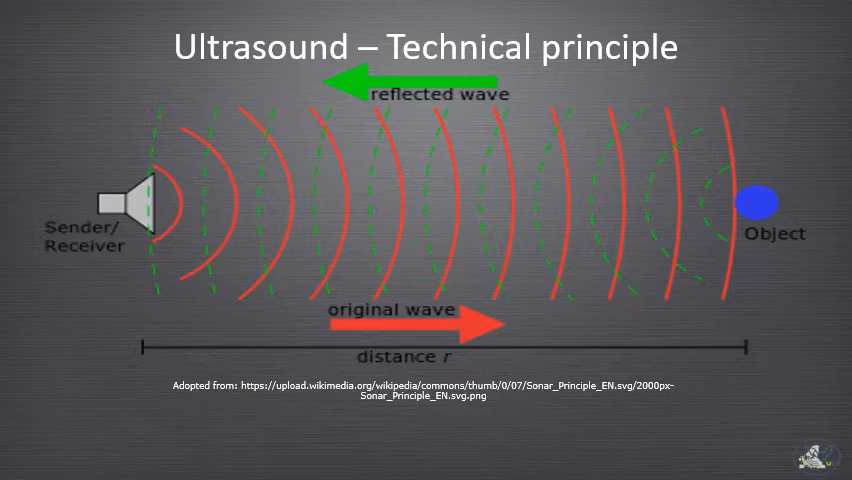 Ultrasound – Technical principle
reflected wave
Sender/
Receiver
Object
original wave
distance r
Adopted from: https://upload.wikimedia.org/wikipedia/commons/thumb/0/07/Sonar_Principle_EN.svg/2000px-
Sonar_Principle_EN.svg.png